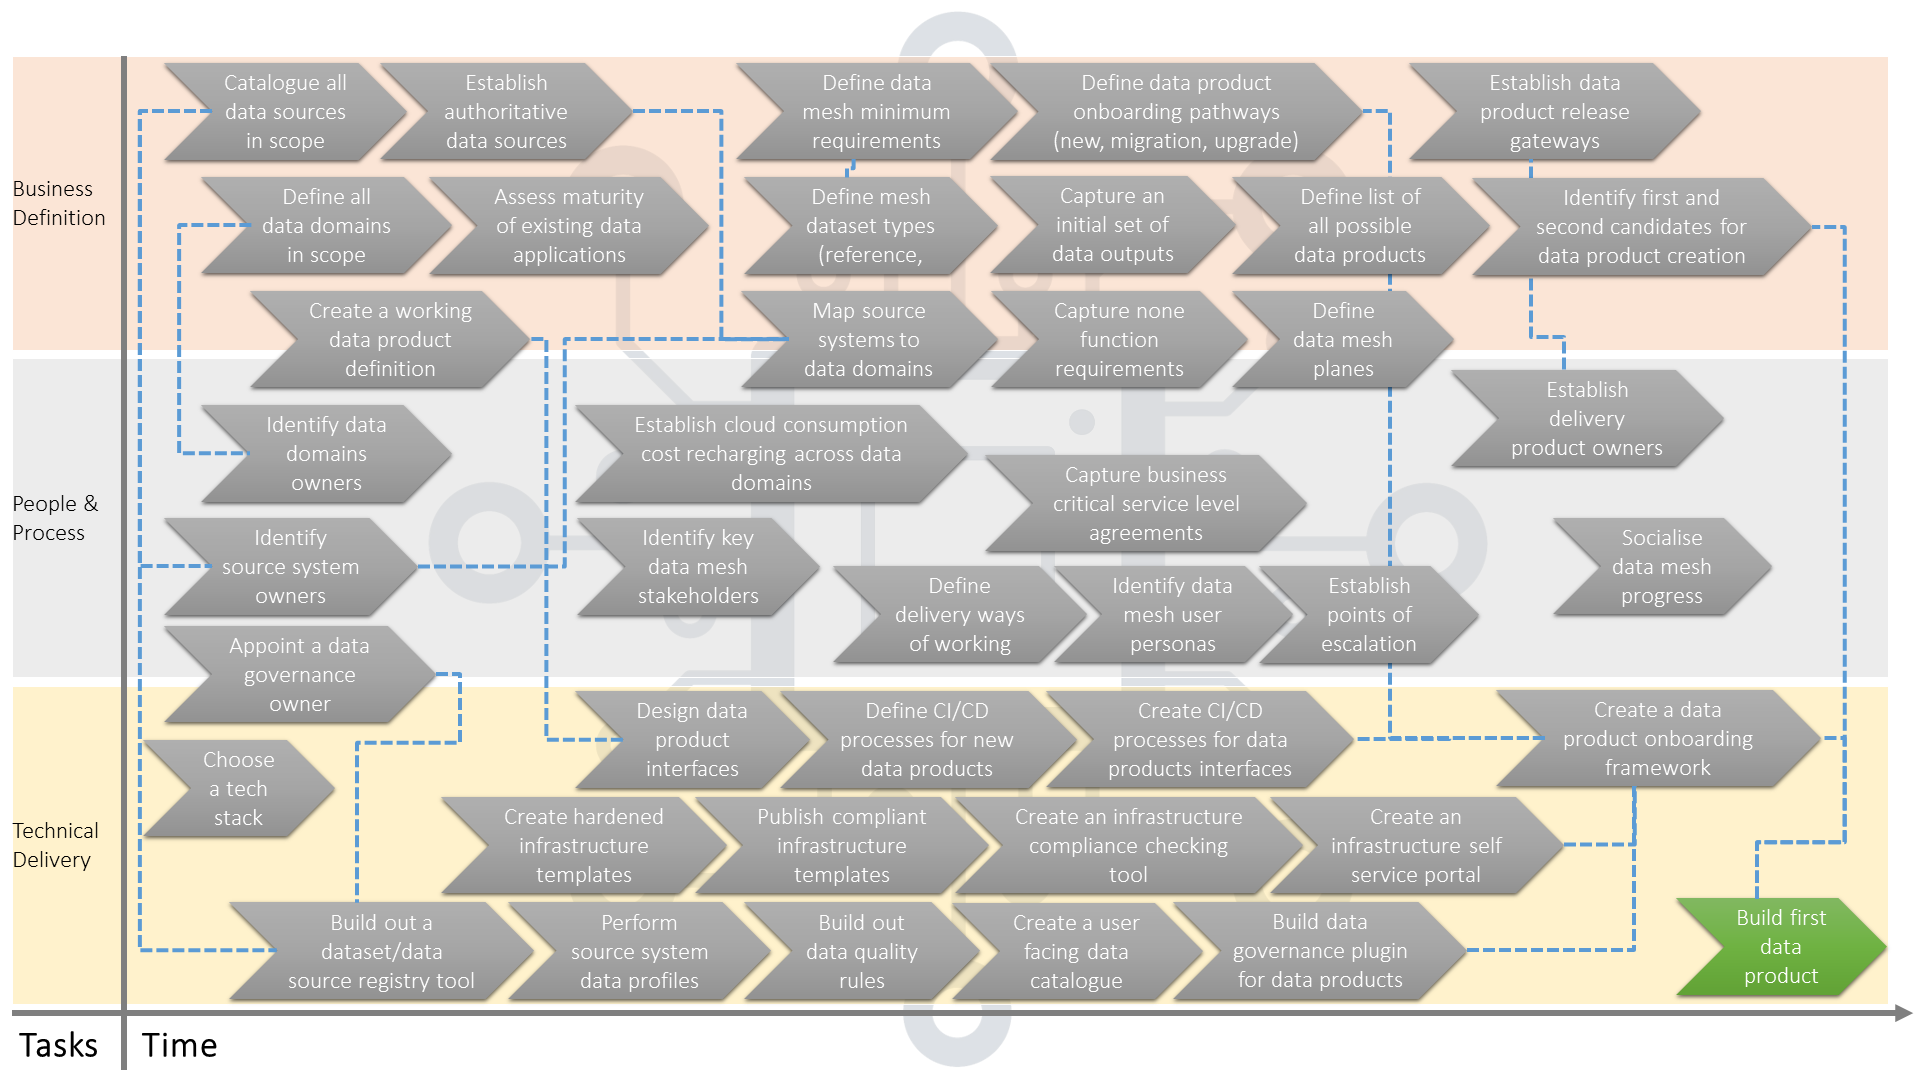 Business
Definition
Catalogue all
data sources
in scope
Establish
authoritative
data sources
Define data
mesh minimum
requirements
Define data product
onboarding pathways
(new, migration, upgrade)
Establish data
product release
gateways
Define all
data domains
in scope
Assess maturity
of existing data
applications
Define mesh
dataset types
(reference,
Capture an
initial set of
data outputs
Define list of
all possible
data products
Identify first and
second candidates for
data product creation
Create a working
data product
definition
Map source
systems to
data domains
Capture none
function
requirements
Define
data mesh
planes
People &
Process
Establish
delivery
product owners
Identify data
domains
owners
Establish cloud consumption
cost recharging across data
domains
Capture business
critical service level
agreements
Identify
source system
owners
Identify key
data mesh
stakeholders
Socialise
data mesh
progress
Define
delivery ways
of working
Identify data
mesh user
personas
Establish
points of
escalation
Appoint a data
governance
owner
Technical
Delivery
Design data
product
interfaces
Define CI/CD
processes for new
data products
Create CI/CD
processes for data
products interfaces
Create a data
product onboarding
framework
Choose
a tech
stack
Create hardened
infrastructure
templates
Publish compliant
infrastructure
templates
Create an infrastructure
compliance checking
tool
Create an
infrastructure self
service portal
Build out a
dataset/data
source registry tool
Perform
source system
data profiles
Build out
data quality
rules
Create a user
facing data
catalogue
Build data
governance plugin
for data products
Build first
data
product
Tasks
Time